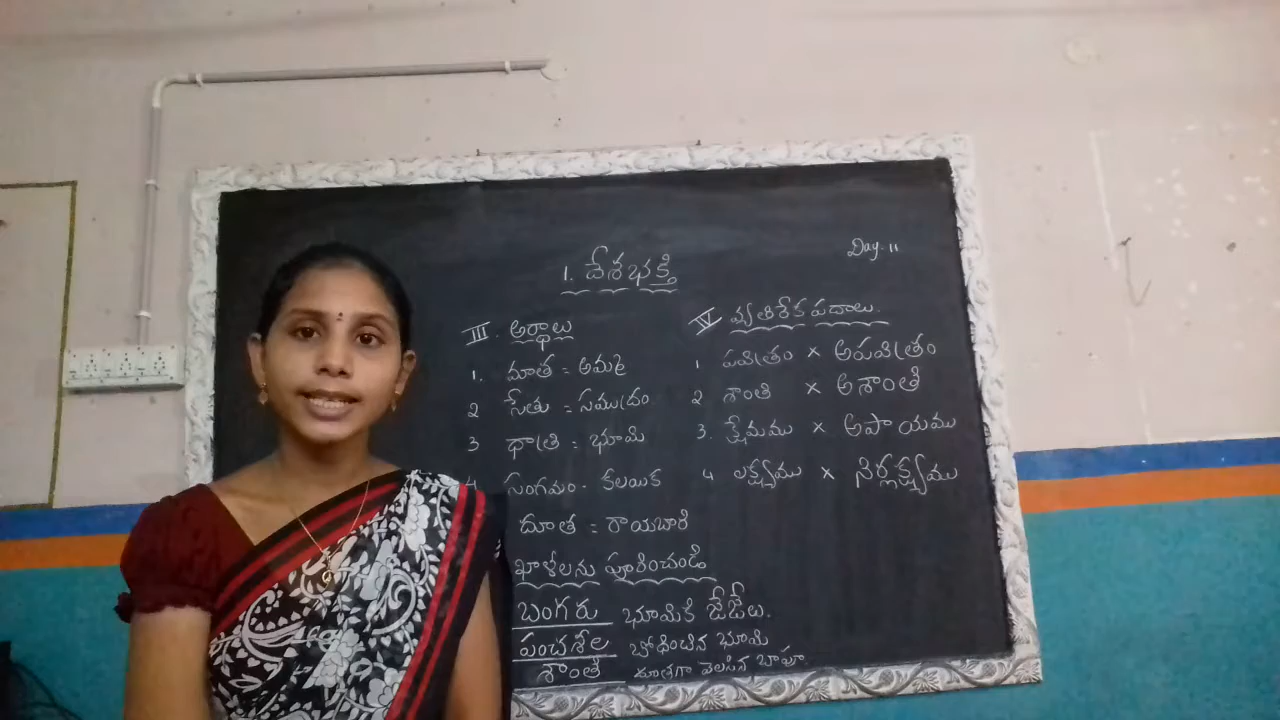 Day-11
1. దేశభక్తి
III. అర్థాలు
1. మాత = అమ్మ
2 సేతు = సముద్రం
3 ధాత్రి = భూమి
4 సంగమం - కలయిక
దూత = రాయబారి
ఖాళీలను పూరించండి
బంగరు భూమికి జేజేలు.
పంచశీల బోధించిన భూమి
శాంతి దూతగా వెలసిన బాపూ
IV వ్యతిరేక పదాలు.
1 పవిత్రం × అపవిత్రం
2 శాంతి × అశాంతి
3. క్షేమము × అపాయము
4 లక్ష్యము × నిర్లక్ష్యము